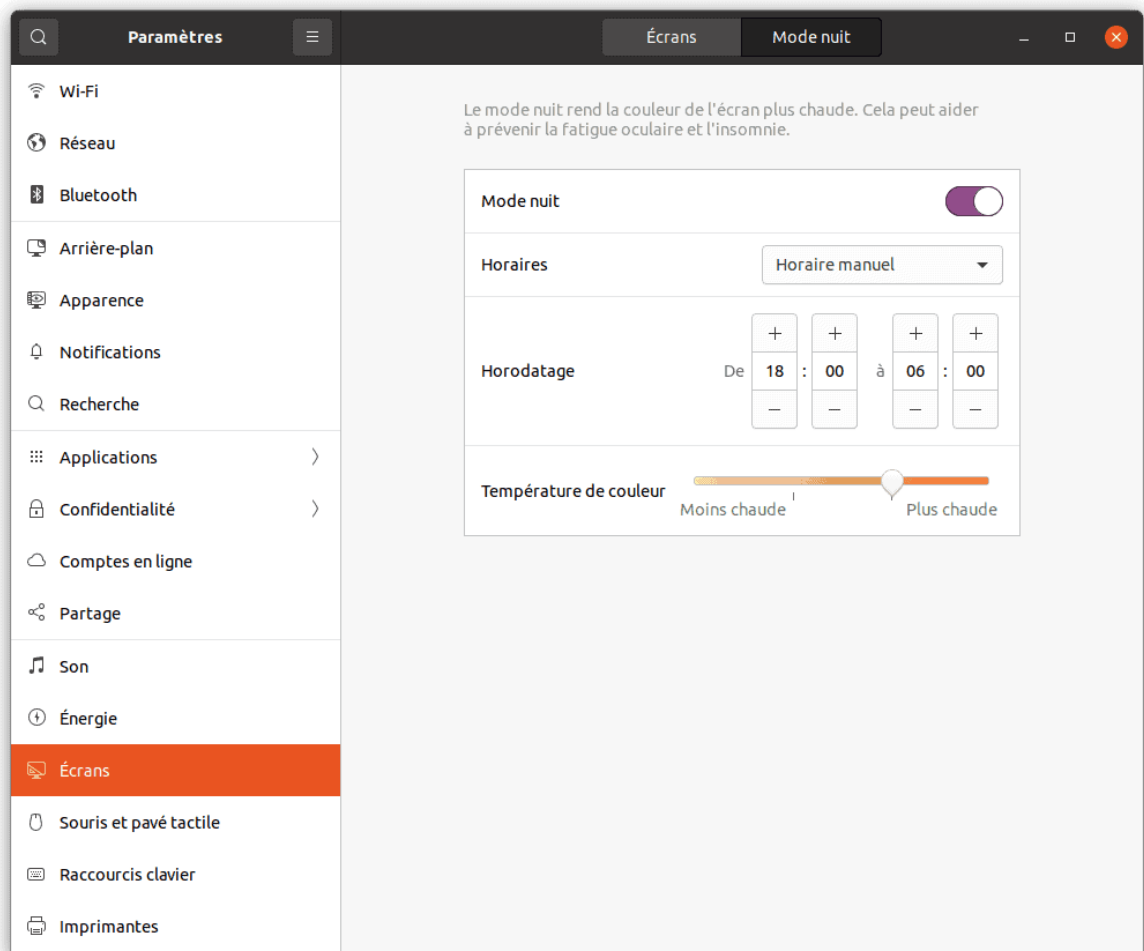 Paramètres
Écrans
Mode nuit
Wi-Fi
Réseau
Bluetooth
Arrière-plan
Apparence
Notifications
Recherche
Applications
Confidentialité
Comptes en ligne
Partage
Son
Énergie
Écrans
Souris et pavé tactile
Raccourcis clavier
Imprimantes
Le mode nuit rend la couleur de l'écran plus chaude. Cela peut aider
à prévenir la fatigue oculaire et l'insomnie.
Mode nuit
Horaires
Horaire manuel
Horodatage
De 18 : 00 à 06 : 00
Température de couleur
Moins chaude
Plus chaude